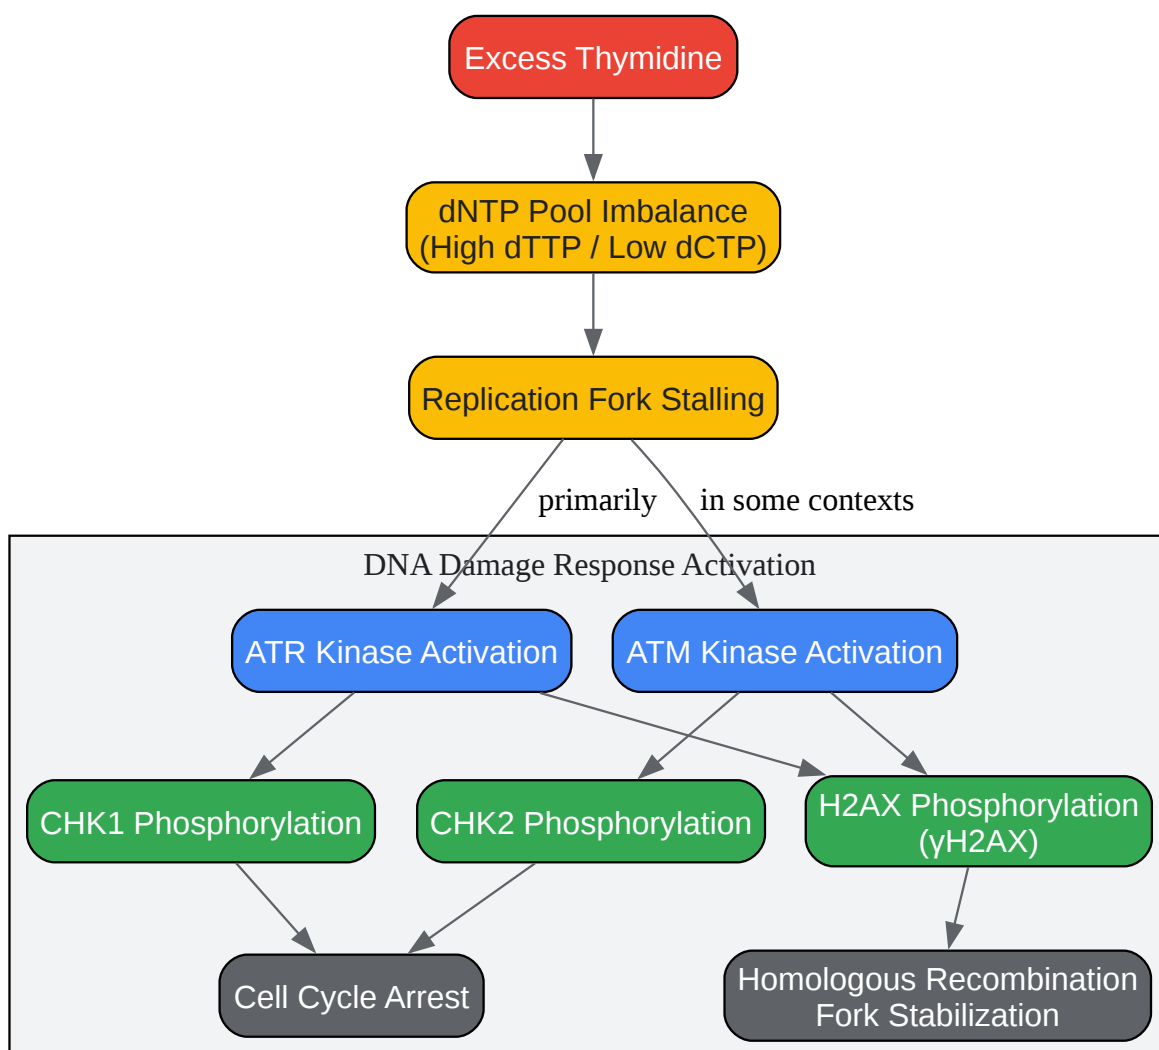 Excess Thymidine
dNTP Pool Imbalance
(High dTTP / Low dCTP)
Replication Fork Stalling
primarily
in some contexts
DNA Damage Response Activation
ATR Kinase Activation
ATM Kinase Activation
CHK1 Phosphorylation
CHK2 Phosphorylation
H2AX Phosphorylation
(γH2AX)
Cell Cycle Arrest
Homologous Recombination
Fork Stabilization